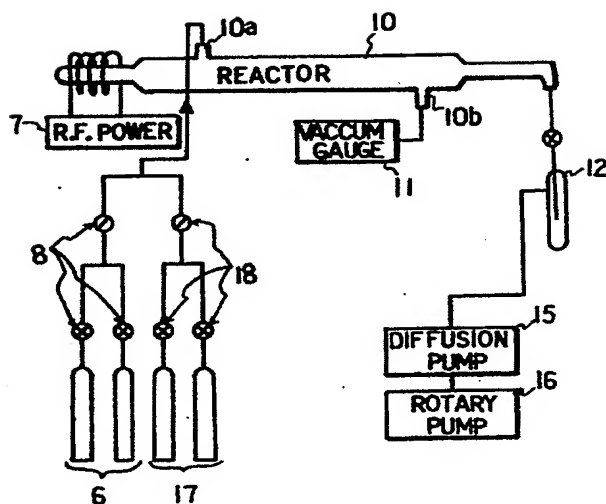 10a
10
REACTOR
7
R.F. POWER
10b
VACCUM
GAUGE
11
12
8
18
15
DIFFUSION
PUMP
16
ROTARY
PUMP
6
17